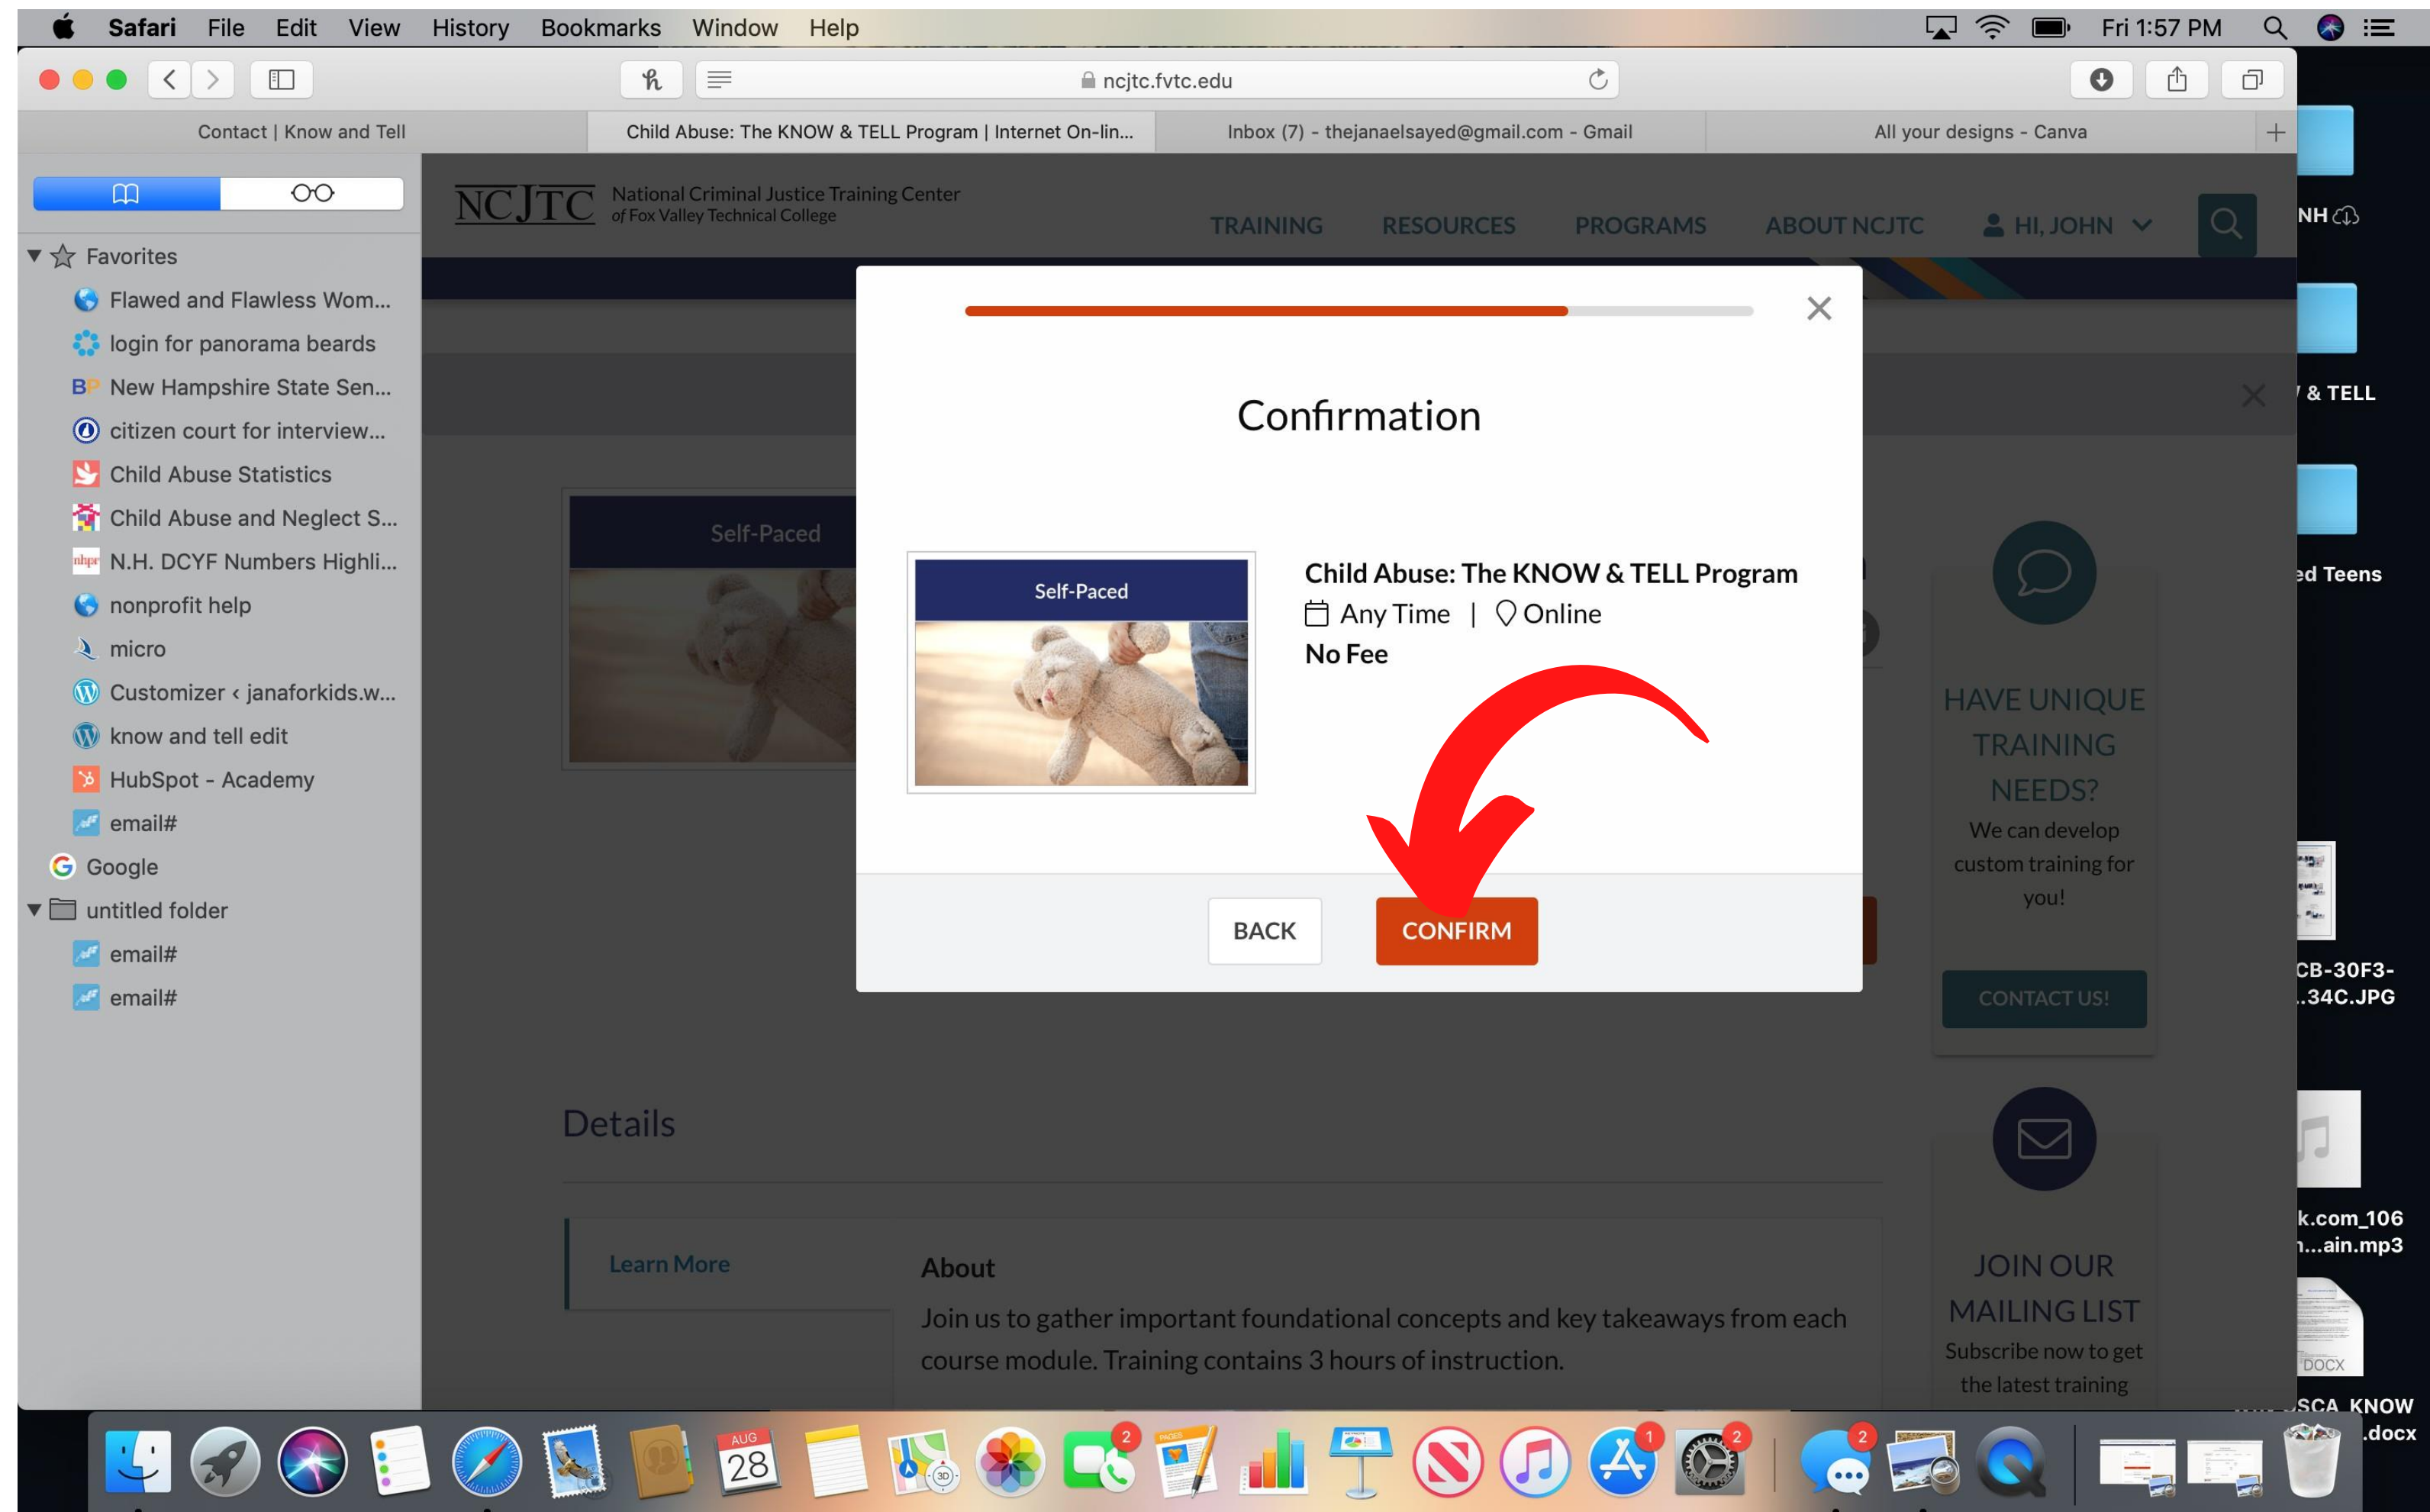 Safari File Edit View History Bookmarks Window Help
Fri 1:57 PM
ncjtc.fvtc.edu
Contact | Know and Tell
Child Abuse: The KNOW & TELL Program | Internet On-lin...
Inbox (7) - thejanaelsayed@gmail.com - Gmail
All your designs - Canva
Favorites
Flawed and Flawless Wom...
login for panorama beards
BP New Hampshire State Sen...
citizen court for interview...
Child Abuse Statistics
Child Abuse and Neglect S...
nhpr N.H. DCYF Numbers Highli...
nonprofit help
micro
Customizer ‹ janaforkids.w...
know and tell edit
HubSpot - Academy
email#
Google
untitled folder
email#
email#
NCJTC
National Criminal Justice Training Center
of Fox Valley Technical College
TRAINING RESOURCES PROGRAMS ABOUT NCJTC HI, JOHN
Self-Paced
Confirmation
Self-Paced
Child Abuse: The KNOW & TELL Program
Any Time | Online
No Fee
BACK
CONFIRM
HAVE UNIQUE
TRAINING
NEEDS?
We can develop
custom training for
you!
CONTACT US!
Details
Learn More
About
Join us to gather important foundational concepts and key takeaways from each
course module. Training contains 3 hours of instruction.
JOIN OUR
MAILING LIST
Subscribe now to get
the latest training
NH
& TELL
ed Teens
CB-30F3-
..34C.JPG
k.com_106
...ain.mp3
DOCX
SCA_KNOW
.docx
AUG
28
PAGES
3D
2
1
2
2